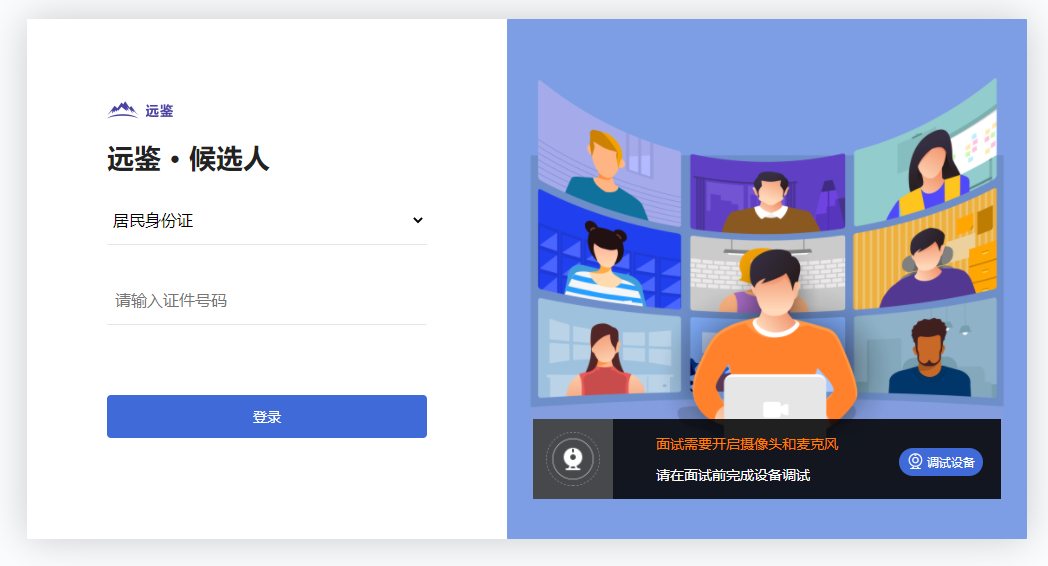 远鉴
远鉴·候选人
居民身份证
请输入证件号码
登录
面试需要开启摄像头和麦克风
请在面试前完成设备调试
调试设备